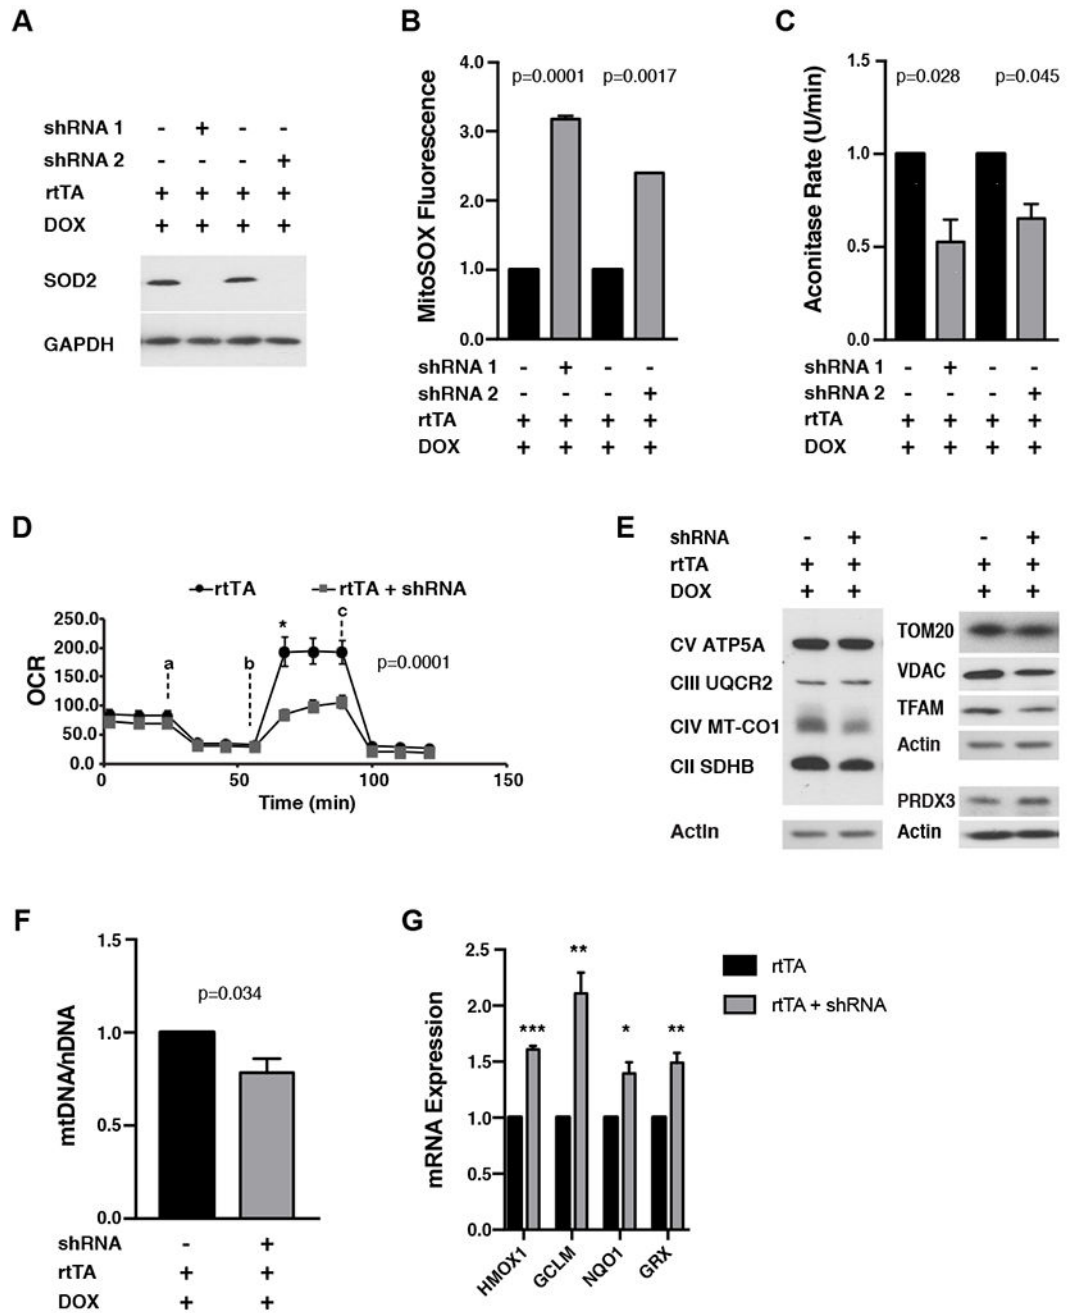 A
shRNA 1 - + - -
shRNA 2 - - - +
rtTA + + + +
DOX + + + +
SOD2
GAPDH
B
MitoSOX Fluorescence
4.0
3.0
2.0
1.0
0.0
p=0.0001 p=0.0017
shRNA 1 - + - -
shRNA 2 - - - +
rtTA + + + +
DOX + + + +
C
Aconitase Rate (U/min)
1.5
1.0
0.5
0.0
p=0.028 p=0.045
shRNA 1 - + - -
shRNA 2 - - - +
rtTA + + + +
DOX + + + +
D
rtTA rtTA + shRNA
OCR
250.0
200.0
150.0
100.0
50.0
0.0
a
b
*
c
p=0.0001
0 50 100 150
Time (min)
E
shRNA - +
rtTA + +
DOX + +
CV ATP5A
CIII UQCR2
CIV MT-CO1
CII SDHB
Actin
- +
+ +
+ +
TOM20
VDAC
TFAM
Actin
PRDX3
Actin
F
mtDNA/nDNA
1.5
1.0
0.5
0.0
p=0.034
shRNA - +
rtTA + +
DOX + +
G
mRNA Expression
2.5
2.0
1.5
1.0
0.5
0.0
*** ** * **
HMOX1 GCLM NQO1 GRX
rtTA
rtTA + shRNA